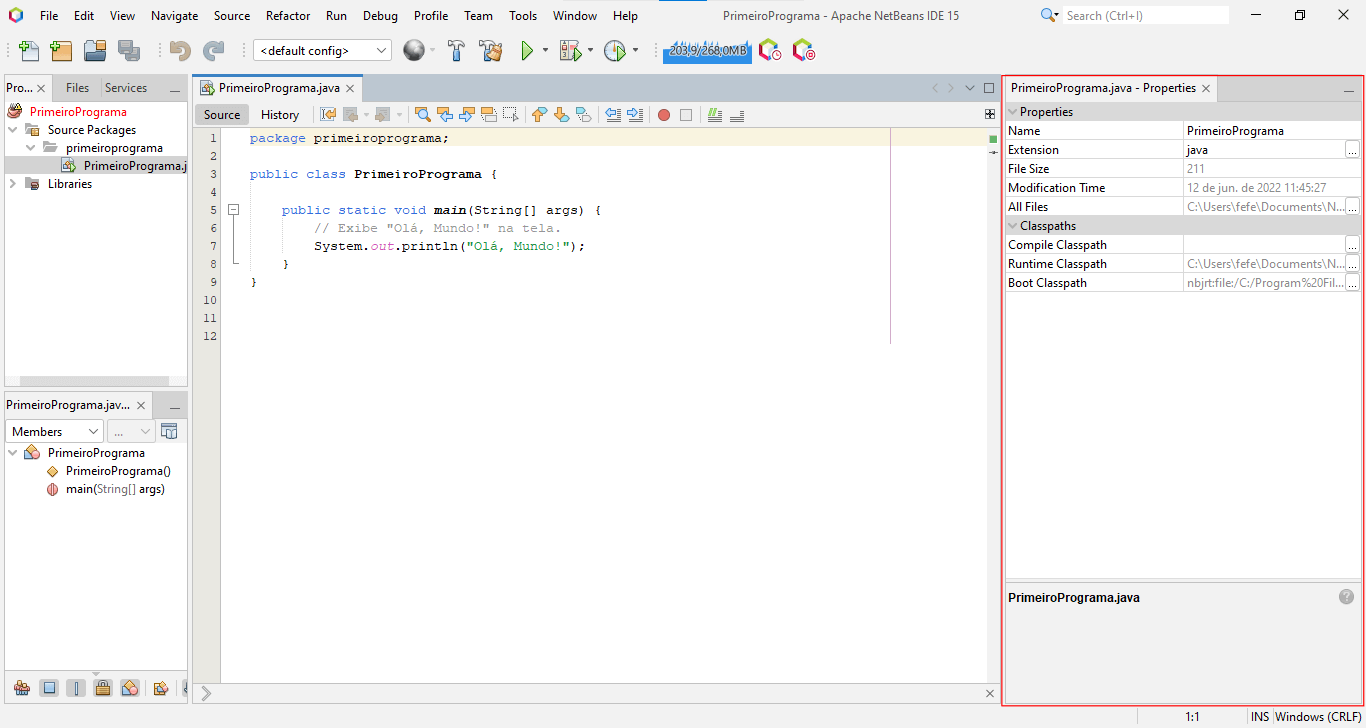 File Edit View Navigate Source Refactor Run Debug Profile Team Tools Window Help PrimeiroPrograma - Apache NetBeans IDE 15 Search (Ctrl+I)
<default config> 203,9/268,0MB
Pro... Files Services
PrimeiroPrograma
Source Packages
primeiroprograma
PrimeiroPrograma.j
Libraries
PrimeiroPrograma.jav...
Members ...
PrimeiroPrograma
PrimeiroPrograma()
main(String[] args)
PrimeiroPrograma.java
Source History
1 package primeiroprograma;
2
3 public class PrimeiroPrograma {
4
5 public static void main(String[] args) {
6 // Exibe "Olá, Mundo!" na tela.
7 System.out.println("Olá, Mundo!");
8 }
9 }
10
11
12
PrimeiroPrograma.java - Properties
Properties
Name PrimeiroPrograma
Extension java ...
File Size 211
Modification Time 12 de jun. de 2022 11:45:27
All Files C:\Users\fefe\Documents\N... ...
Classpaths
Compile Classpath ...
Runtime Classpath C:\Users\fefe\Documents\N... ...
Boot Classpath nbjrt:file:/C:/Program%20Fil... ...
PrimeiroPrograma.java
1:1 INS Windows (CRLF)